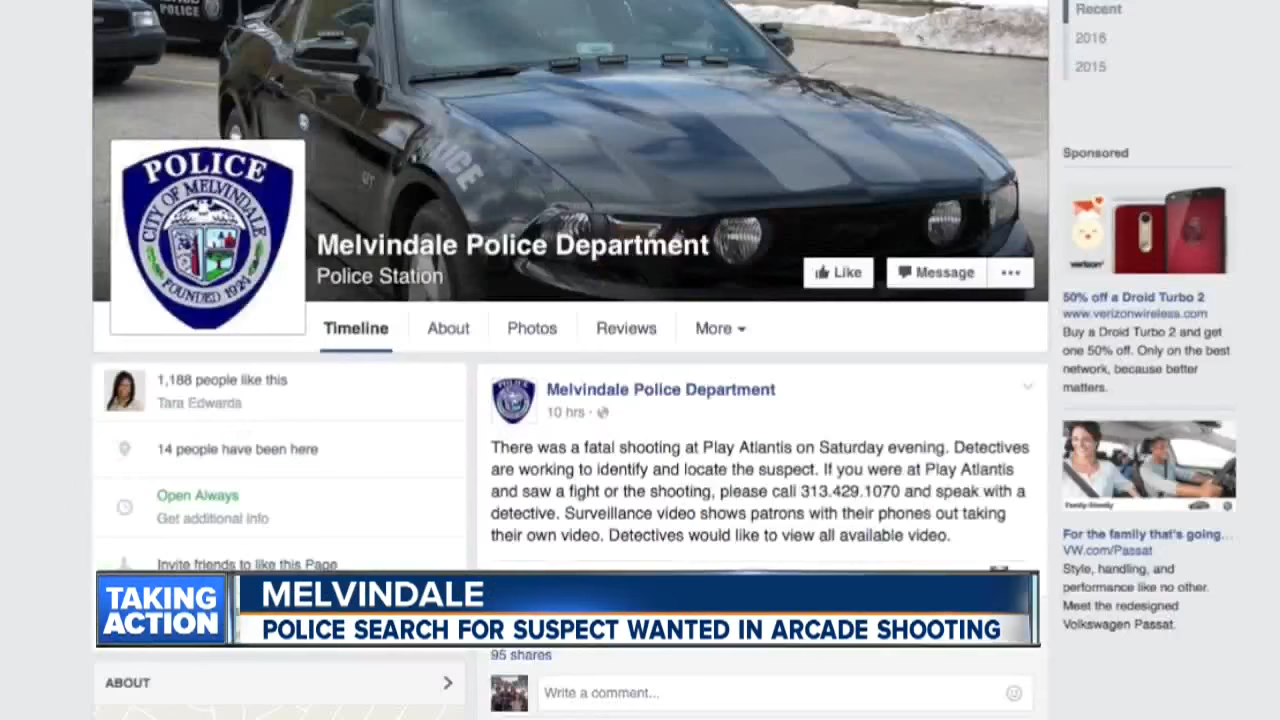 POLICE
Recent
2016
2015
POLICE
CITY OF MELVINDALE
FOUNDED 1924
Melvindale Police Department
Police Station
Like
Message
Timeline
About
Photos
Reviews
More
Sponsored
verizon
50% off a Droid Turbo 2
www.verizonwireless.com
Buy a Droid Turbo 2 and get
one 50% off. Only on the best
network, because better
matters.
Family-friendly
For the family that's going...
VW.com/Passat
Style, handling, and
performance like no other.
Meet the redesigned
Volkswagen Passat.
1,188 people like this
Tara Edwards
14 people have been here
Open Always
Get additional info
Invite friends to like this Page
Melvindale Police Department
10 hrs ·
There was a fatal shooting at Play Atlantis on Saturday evening. Detectives
are working to identify and locate the suspect. If you were at Play Atlantis
and saw a fight or the shooting, please call 313.429.1070 and speak with a
detective. Surveillance video shows patrons with their phones out taking
their own video. Detectives would like to view all available video.
TAKING
ACTION
MELVINDALE
POLICE SEARCH FOR SUSPECT WANTED IN ARCADE SHOOTING
95 shares
ABOUT
Write a comment...